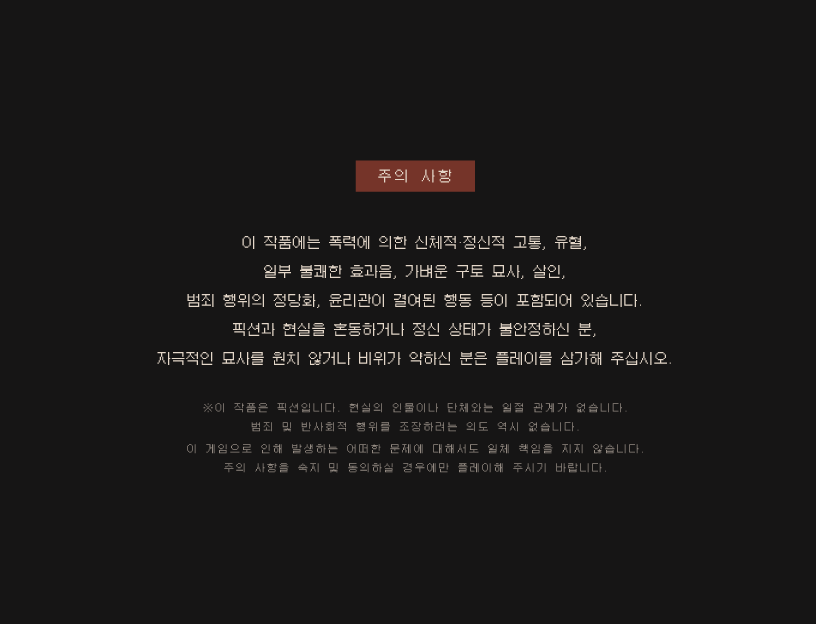 주의 사항
이 작품에는 폭력에 의한 신체적·정신적 고통, 유혈,
일부 불쾌한 효과음, 가벼운 구토 묘사, 살인,
범죄 행위의 정당화, 윤리관이 결여된 행동 등이 포함되어 있습니다.
픽션과 현실을 혼동하거나 정신 상태가 불안정하신 분,
자극적인 묘사를 원치 않거나 비위가 약하신 분은 플레이를 삼가해 주십시오.
※이 작품은 픽션입니다. 현실의 인물이나 단체와는 일절 관계가 없습니다.
범죄 및 반사회적 행위를 조장하려는 의도 역시 없습니다.
이 게임으로 인해 발생하는 어떠한 문제에 대해서도 일체 책임을 지지 않습니다.
주의 사항을 숙지 및 동의하실 경우에만 플레이해 주시기 바랍니다.